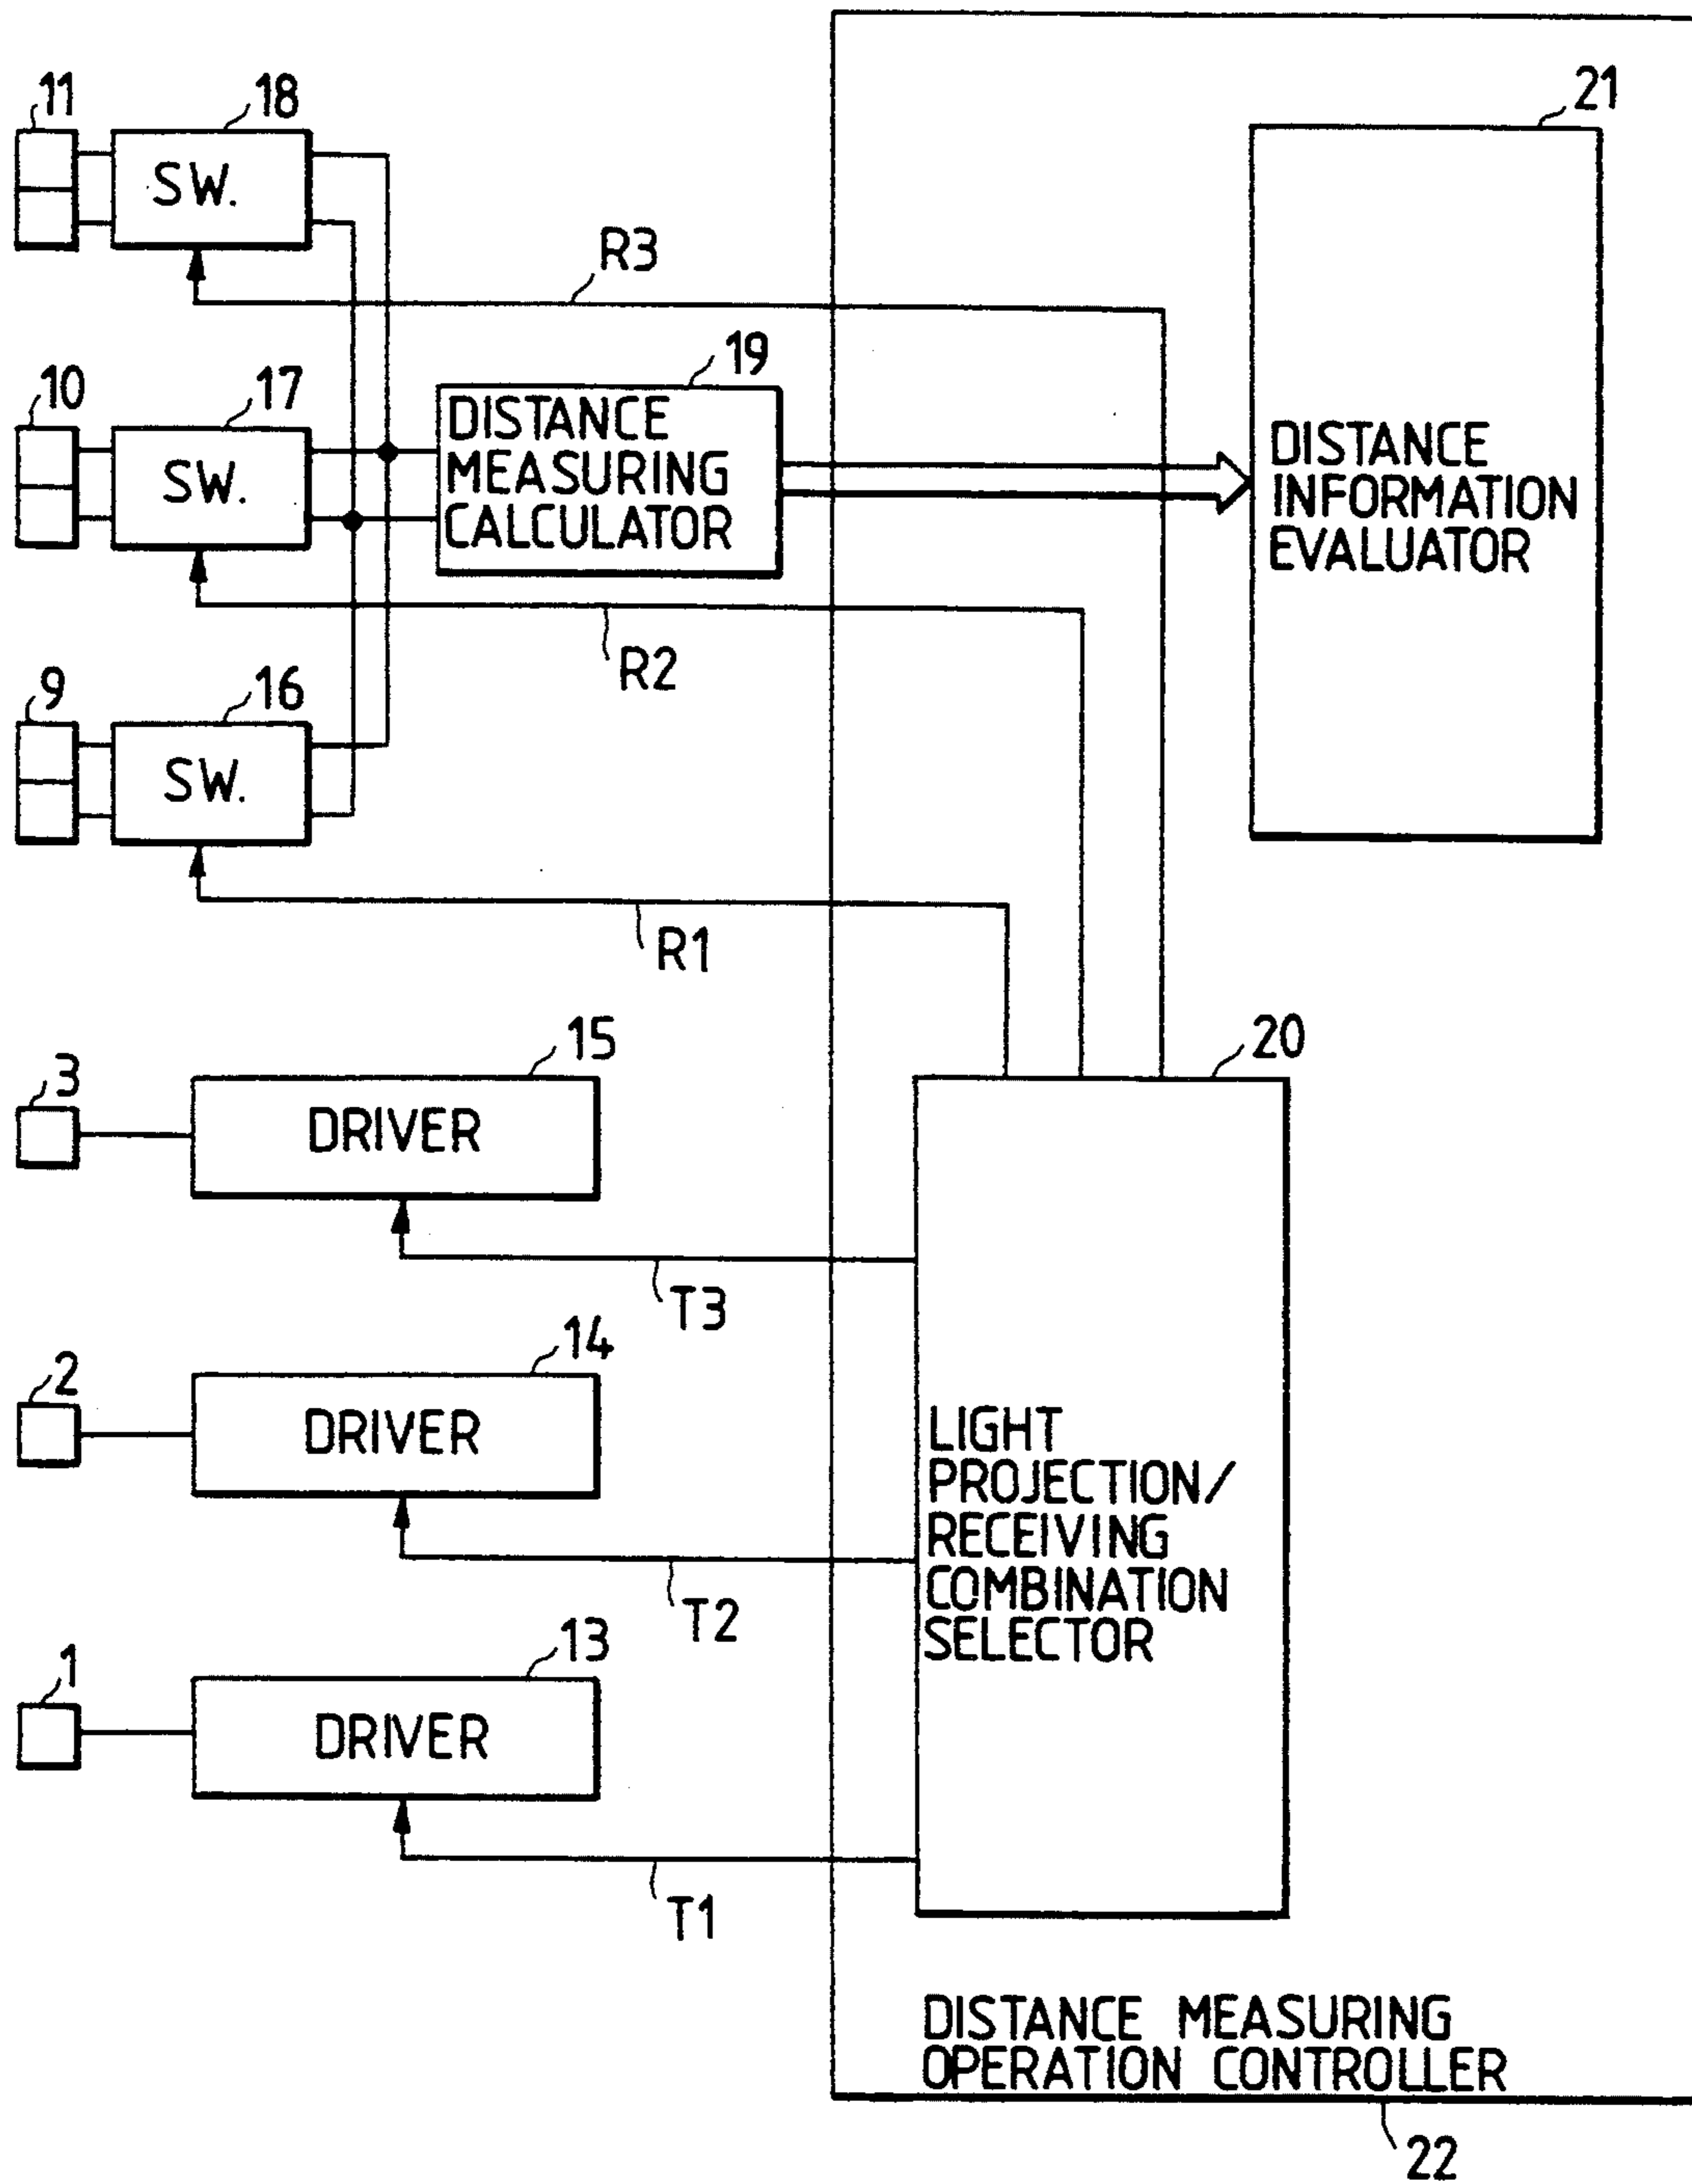 11
18
21
SW.
R3
10
17
19
SW.
DISTANCE
MEASURING
CALCULATOR
DISTANCE
INFORMATION
EVALUATOR
R2
9
16
SW.
R1
3
15
20
DRIVER
T3
2
14
DRIVER
LIGHT
PROJECTION/
RECEIVING
COMBINATION
SELECTOR
T2
1
13
DRIVER
T1
DISTANCE MEASURING
OPERATION CONTROLLER
22